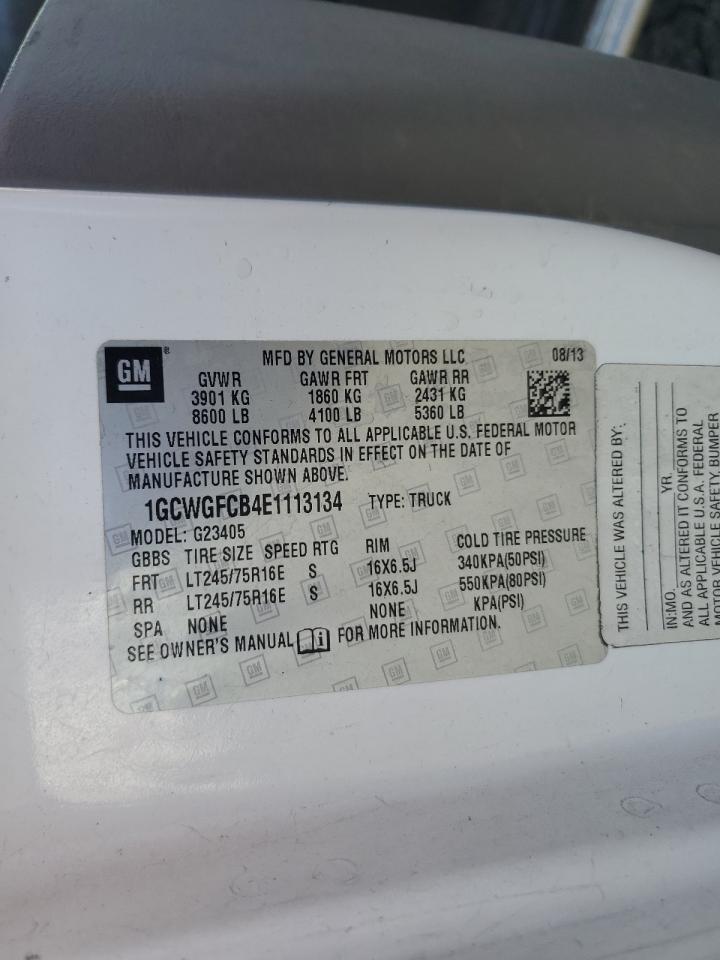 GM ®
MFD BY GENERAL MOTORS LLC 08/13
GVWR GAWR FRT GAWR RR
3901 KG 1860 KG 2431 KG
8600 LB 4100 LB 5360 LB
THIS VEHICLE CONFORMS TO ALL APPLICABLE U.S. FEDERAL MOTOR
VEHICLE SAFETY STANDARDS IN EFFECT ON THE DATE OF
MANUFACTURE SHOWN ABOVE.
1GCWGFCB4E1113134 TYPE: TRUCK
MODEL: G23405
GBBS TIRE SIZE SPEED RTG RIM COLD TIRE PRESSURE
FRT LT245/75R16E S 16X6.5J 340KPA(50PSI)
RR LT245/75R16E S 16X6.5J 550KPA(80PSI)
SPA NONE NONE KPA(PSI)
SEE OWNER'S MANUAL FOR MORE INFORMATION.
THIS VEHICLE WAS ALTERED BY:
IN:MO. YR.
AND AS ALTERED IT CONFORMS TO
ALL APPLICABLE U.S.A. FEDERAL
MOTOR VEHICLE SAFETY, BUMPER